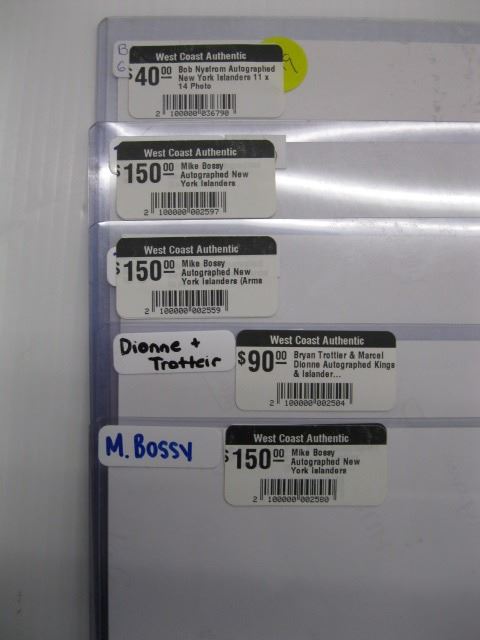 B
6
9
West Coast Authentic
$40.00 Bob Nystrom Autographed
New York Islanders 11 x
14 Photo
2 100000 036790
West Coast Authentic
$150.00 Mike Bossy
Autographed New
York Islanders
2 100000 002597
West Coast Authentic
$150.00 Mike Bossy
Autographed New
York Islanders (Arms
2 100000 002559
Dionne +
Trotteir
West Coast Authentic
$90.00 Bryan Trottier & Marcel
Dionne Autographed Kings
& Islander...
2 100000 002504
M. Bossy
West Coast Authentic
$150.00 Mike Bossy
Autographed New
York Islanders
2 100000 002580